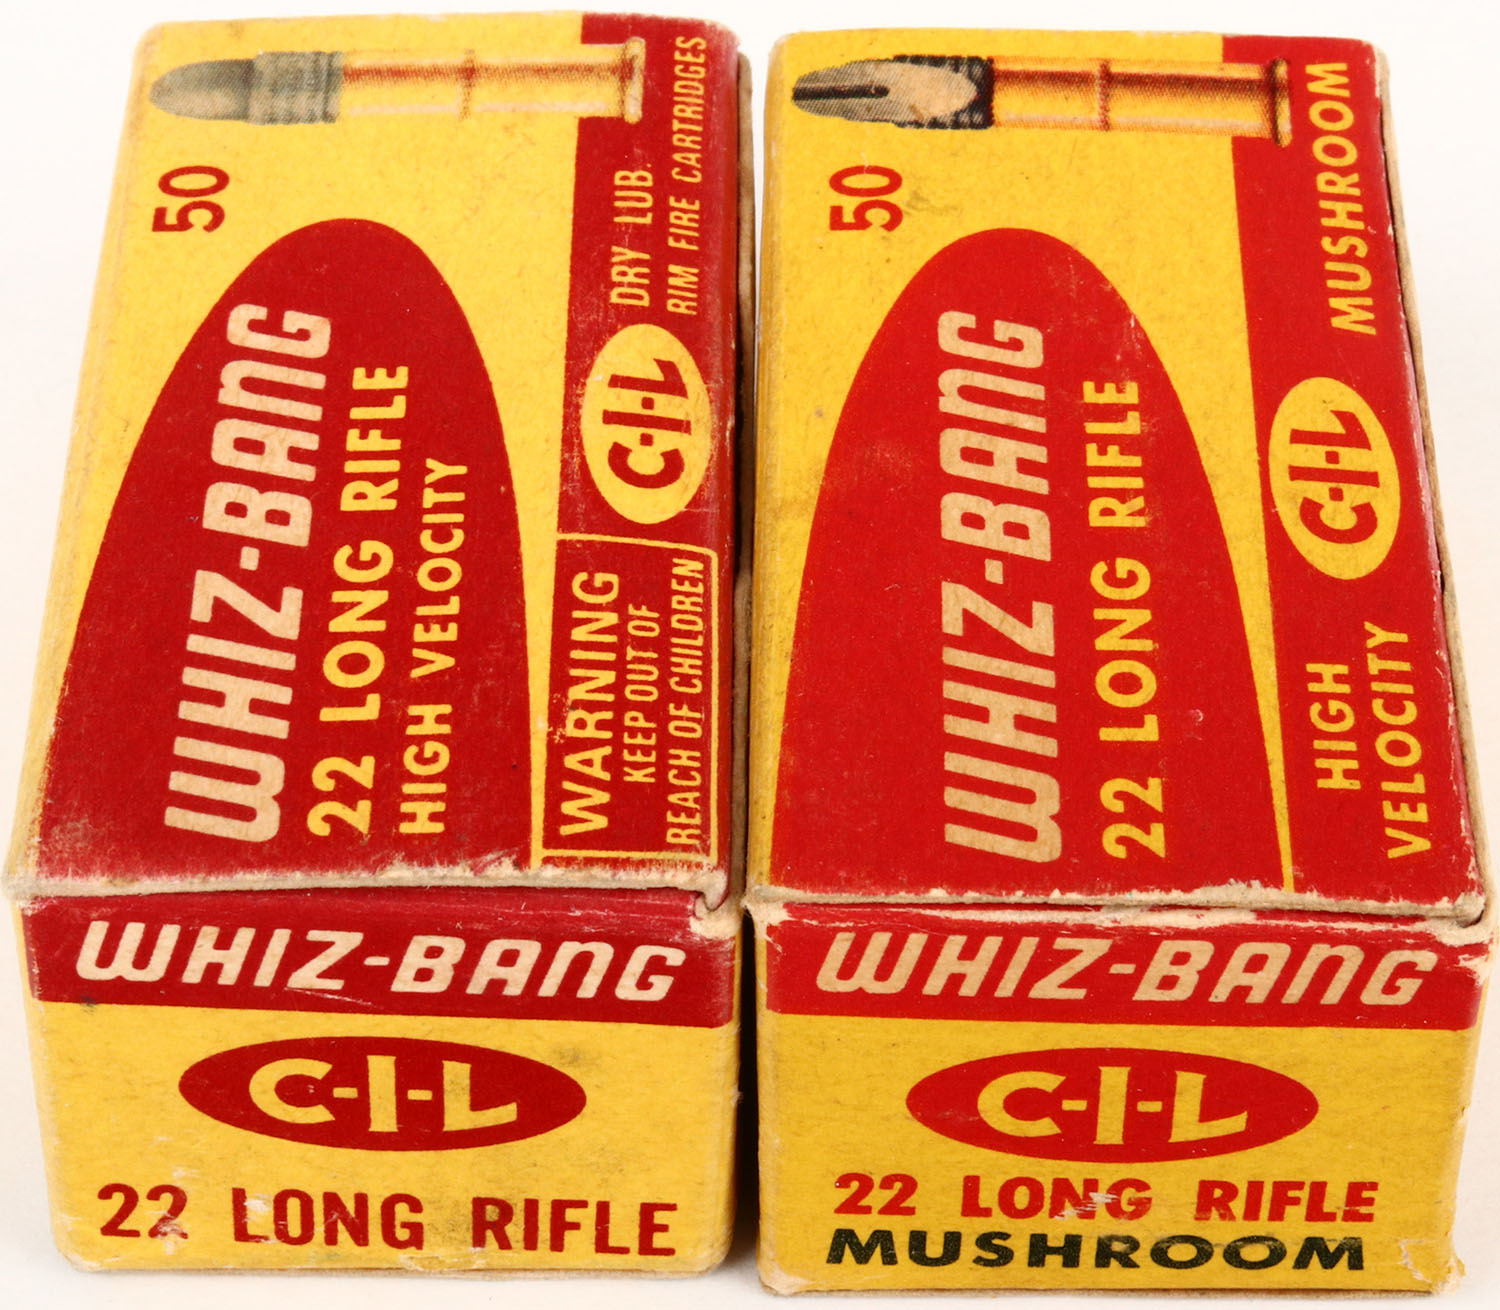 50
WHIZ-BANG
22 LONG RIFLE
HIGH VELOCITY
DRY LUB.
RIM FIRE CARTRIDGES
C-I-L
WARNING
KEEP OUT OF
REACH OF CHILDREN
WHIZ-BANG
C-I-L
22 LONG RIFLE
50
WHIZ-BANG
22 LONG RIFLE
MUSHROOM
C-I-L
HIGH
VELOCITY
WHIZ-BANG
C-I-L
22 LONG RIFLE
MUSHROOM